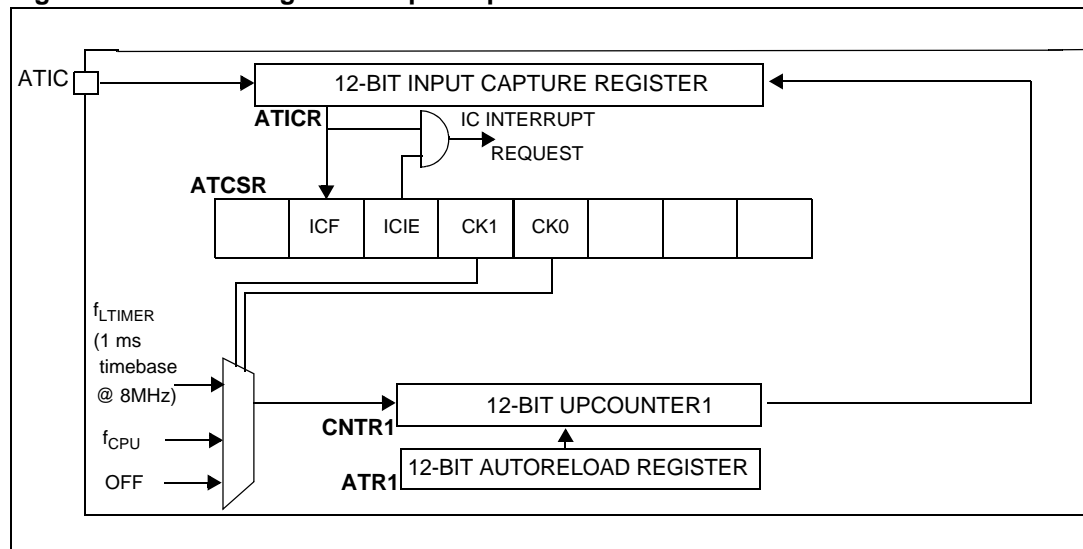 ATIC
12-BIT INPUT CAPTURE REGISTER
ATICR
IC INTERRUPT
REQUEST
ATCSR
ICF ICIE CK1 CK0
fLTIMER
(1 ms
timebase
@ 8MHz)
12-BIT UPCOUNTER1
CNTR1
fCPU
12-BIT AUTORELOAD REGISTER
ATR1
OFF